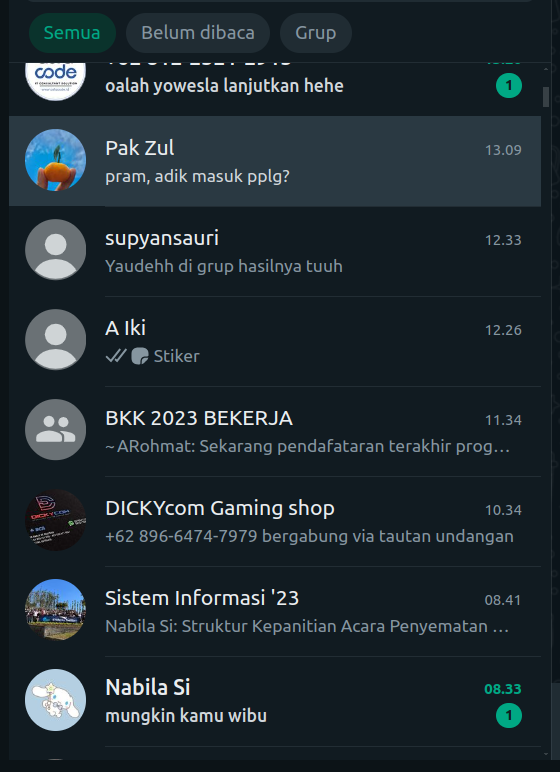 Semua
Belum dibaca
Grup
code
oalah yowesla lanjutkan hehe
1
Pak Zul
13.09
pram, adik masuk pplg?
supyansauri
12.33
Yaudehh di grup hasilnya tuuh
A Iki
12.26
Stiker
BKK 2023 BEKERJA
11.34
~ARohmat: Sekarang pendafataran terakhir prog…
DICKYcom Gaming shop
10.34
+62 896-6474-7979 bergabung via tautan undangan
Sistem Informasi '23
08.41
Nabila Si: Struktur Kepanitian Acara Penyematan …
Nabila Si
08.33
mungkin kamu wibu
1